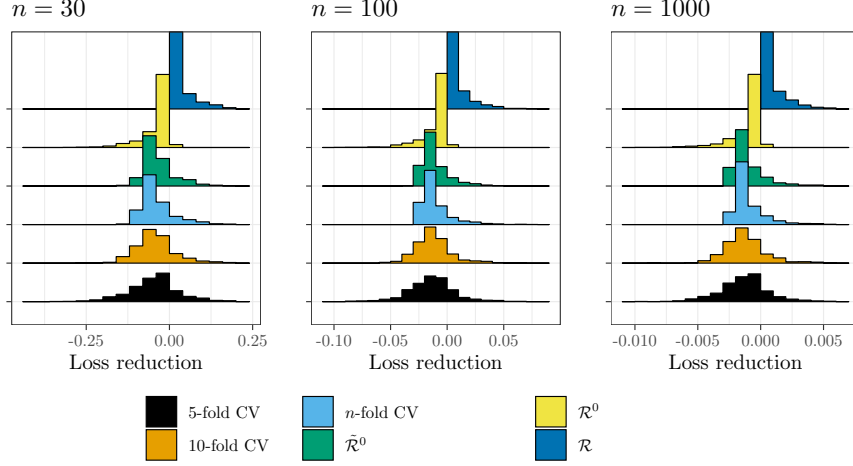 n = 30
n = 100
n = 1000
-0.25 0.00 0.25
-0.10 -0.05 0.00 0.05
-0.010 -0.005 0.000 0.005
Loss reduction
Loss reduction
Loss reduction
5-fold CV
n-fold CV
ℛ⁰
10-fold CV
ℛ̃⁰
ℛ